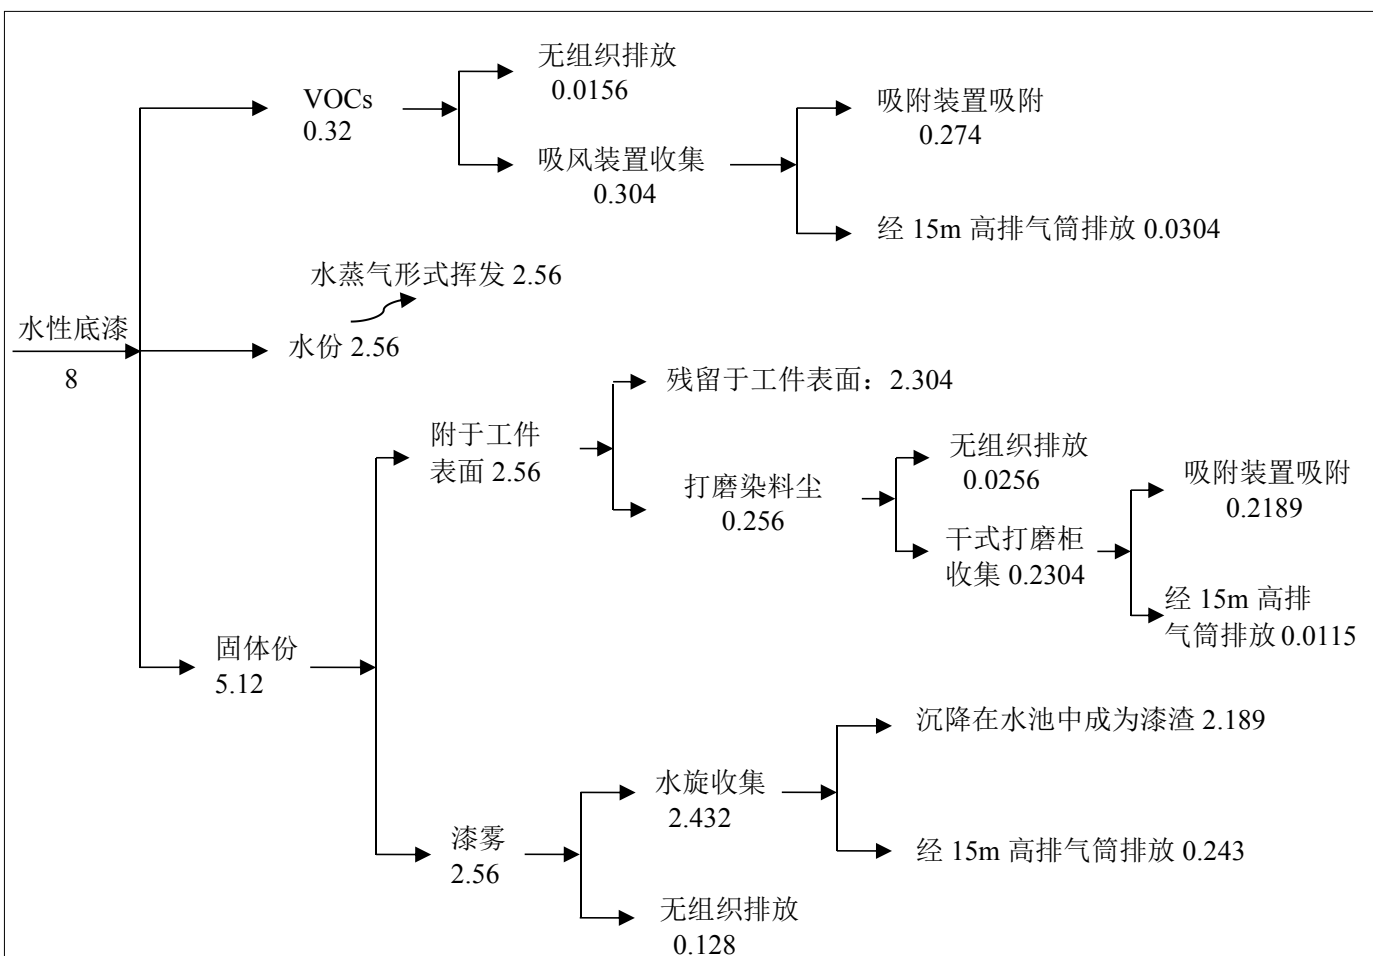 无组织排放
0.0156
VOCs
0.32
吸附装置吸附
0.274
吸风装置收集
0.304
经 15m 高排气筒排放 0.0304
水蒸气形式挥发 2.56
水性底漆
8
水份 2.56
残留于工件表面：2.304
附于工件
表面 2.56
无组织排放
0.0256
打磨染料尘
0.256
吸附装置吸附
0.2189
干式打磨柜
收集 0.2304
经 15m 高排
气筒排放 0.0115
固体份
5.12
沉降在水池中成为漆渣 2.189
水旋收集
2.432
漆雾
2.56
经 15m 高排气筒排放 0.243
无组织排放
0.128